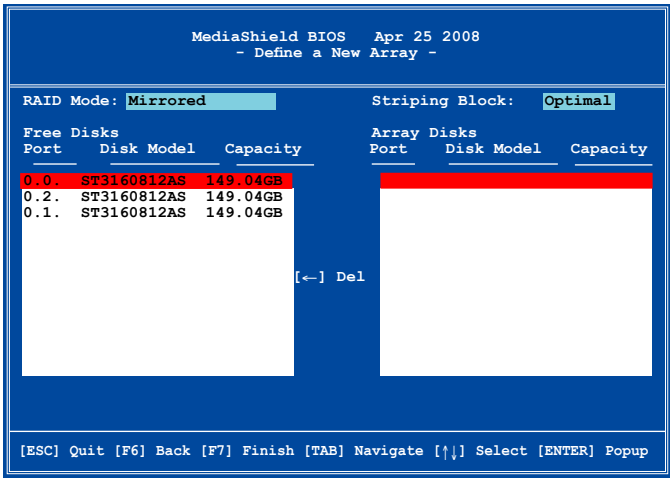 MediaShield BIOS Apr 25 2008
- Define a New Array -
RAID Mode: Mirrored Striping Block: Optimal
Free Disks Array Disks
Port Disk Model Capacity Port Disk Model Capacity
0.0. ST3160812AS 149.04GB
0.2. ST3160812AS 149.04GB
0.1. ST3160812AS 149.04GB
[←] Del
[ESC] Quit [F6] Back [F7] Finish [TAB] Navigate [↑↓] Select [ENTER] Popup